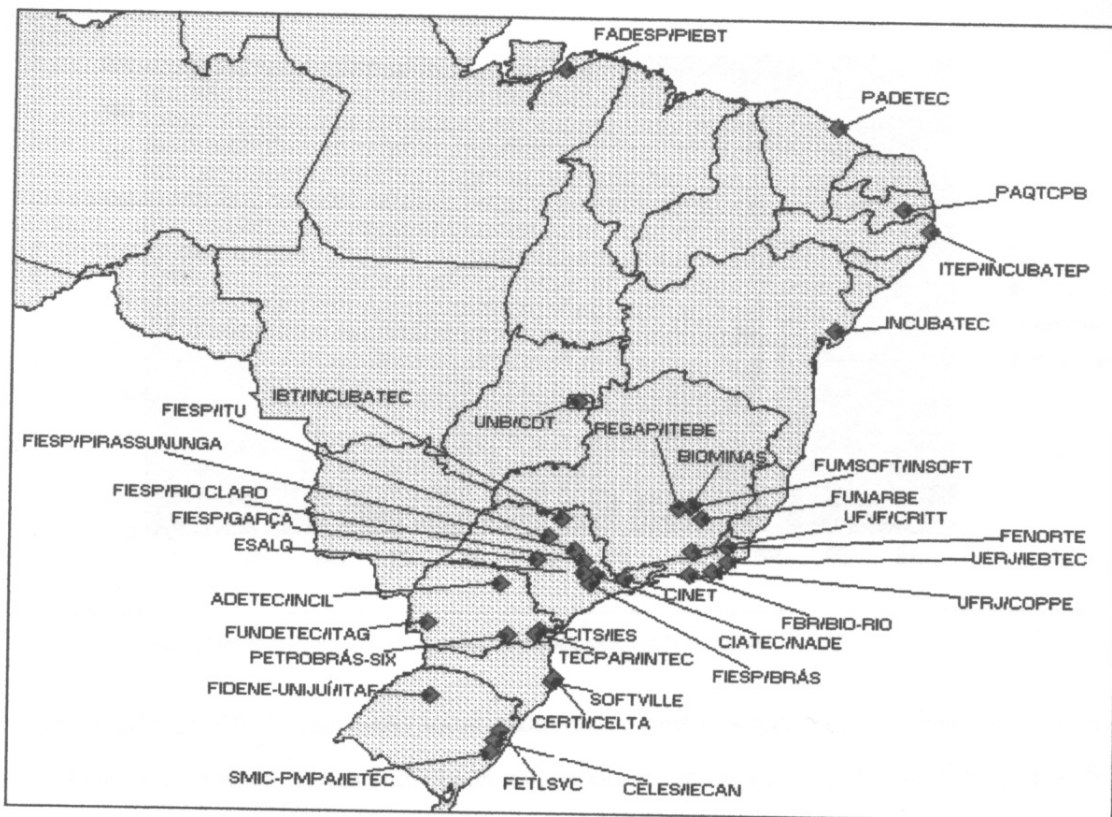 FADESP/PIEBT
PADETEC
PAQTCPB
ITEP/INCUBATEP
INCUBATEC
IBT/INCUBATEC
FIESP/ITU
UNB/CDT
REGAP/ITEBE
FIESP/PIRASSUNUNGA
BIOMINAS
FUMSOFT/INSOFT
FIESP/RIO CLARO
FUNARBE
FIESP/GARÇA
UFJF/CRITT
FENORTE
ESALQ
UERJ/IEBTEC
ADETEC/INCIL
CINET
UFRJ/COPPE
FBR/BIO-RIO
FUNDETEC/ITAG
CITS/IES
CIATEC/NADE
PETROBRÁS-SIX
TECPAR/INTEC
FIESP/BRÁS
FIDENE-UNIJUÍ/ITAF
SOFTVILLE
CERTI/CELTA
SMIC-PMPA/IETEC
FETLSVC
CELES/IECAN